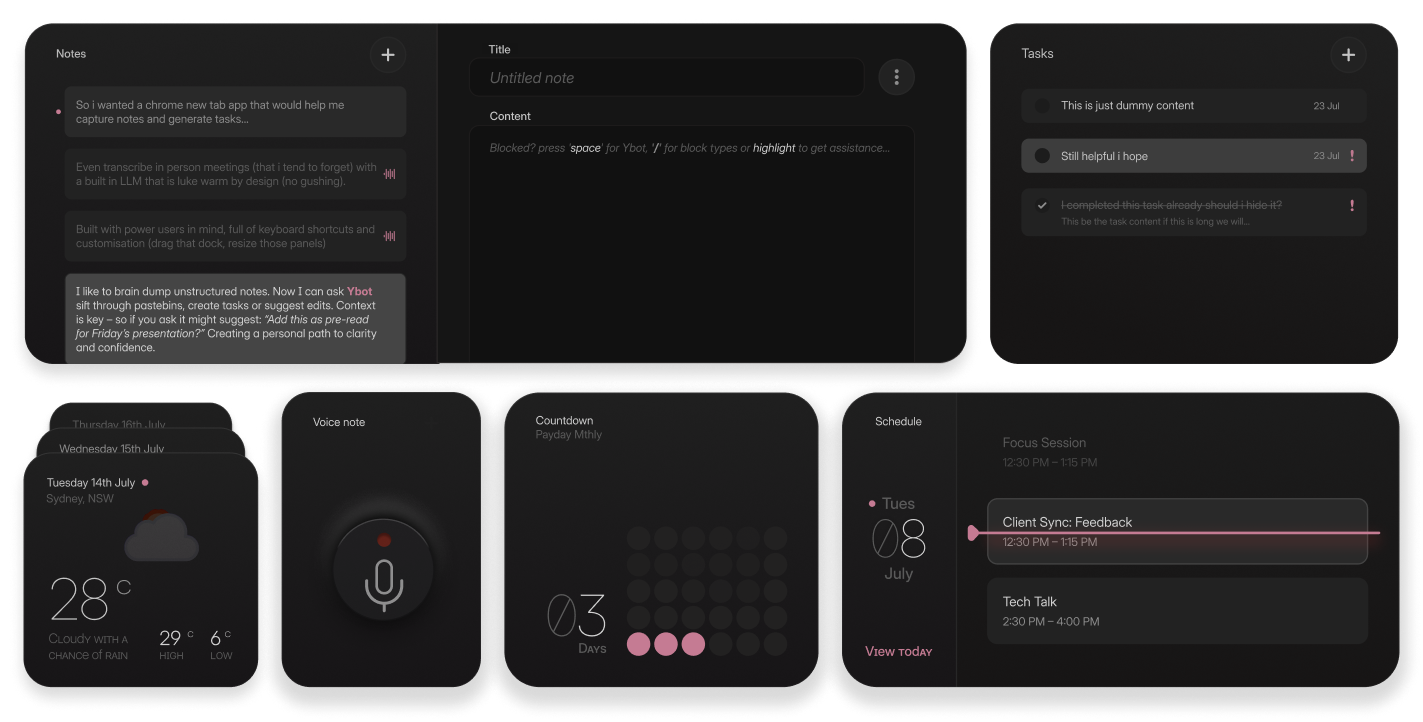 Notes
So i wanted a chrome new tab app that would help me
capture notes and generate tasks...
Even transcribe in person meetings (that i tend to forget) with
a built in LLM that is luke warm by design (no gushing).
Built with power users in mind, full of keyboard shortcuts and
customisation (drag that dock, resize those panels)
I like to brain dump unstructured notes. Now I can ask Ybot
sift through pastebins, create tasks or suggest edits. Context
is key – so if you ask it might suggest: “Add this as pre-read
for Friday’s presentation?” Creating a personal path to clarity
and confidence.
Title
Untitled note
Content
Blocked? press 'space' for Ybot, '/' for block types or highlight to get assistance...
Tasks
This is just dummy content 23 Jul
Still helpful i hope 23 Jul !
I completed this task already should i hide it? !
This be the task content if this is long we will...
Thursday 16th July
Wednesday 15th July
Tuesday 14th July
Sydney, NSW
28 C
Cloudy with a
chance of rain
29 C
HIGH
6 C
LOW
Voice note
Countdown
Payday Mthly
03
Days
Schedule
Tues
08
July
View today
Focus Session
12:30 PM – 1:15 PM
Client Sync: Feedback
12:30 PM – 1:15 PM
Tech Talk
2:30 PM – 4:00 PM